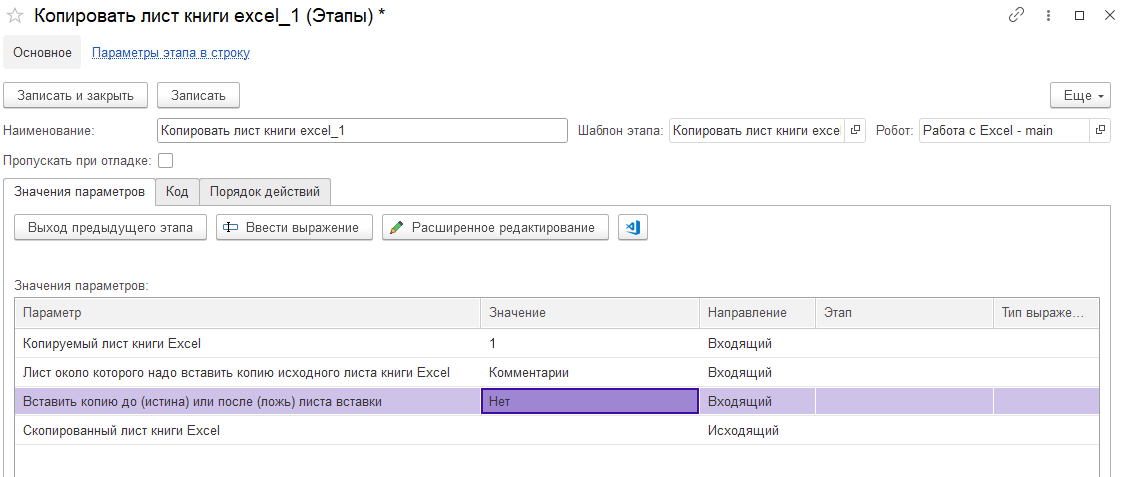 Копировать лист книги excel_1 (Этапы) *
Основное Параметры этапа в строку
Записать и закрыть Записать Еще
Наименование: Копировать лист книги excel_1 Шаблон этапа: Копировать лист книги excel Робот: Работа с Excel - main
Пропускать при отладке:
Значения параметров Код Порядок действий
Выход предыдущего этапа Ввести выражение Расширенное редактирование
Значения параметров:
Параметр Значение Направление Этап Тип выраже...
Копируемый лист книги Excel 1 Входящий
Лист около которого надо вставить копию исходного листа книги Excel Комментарии Входящий
Вставить копию до (истина) или после (ложь) листа вставки Нет Входящий
Скопированный лист книги Excel Исходящий